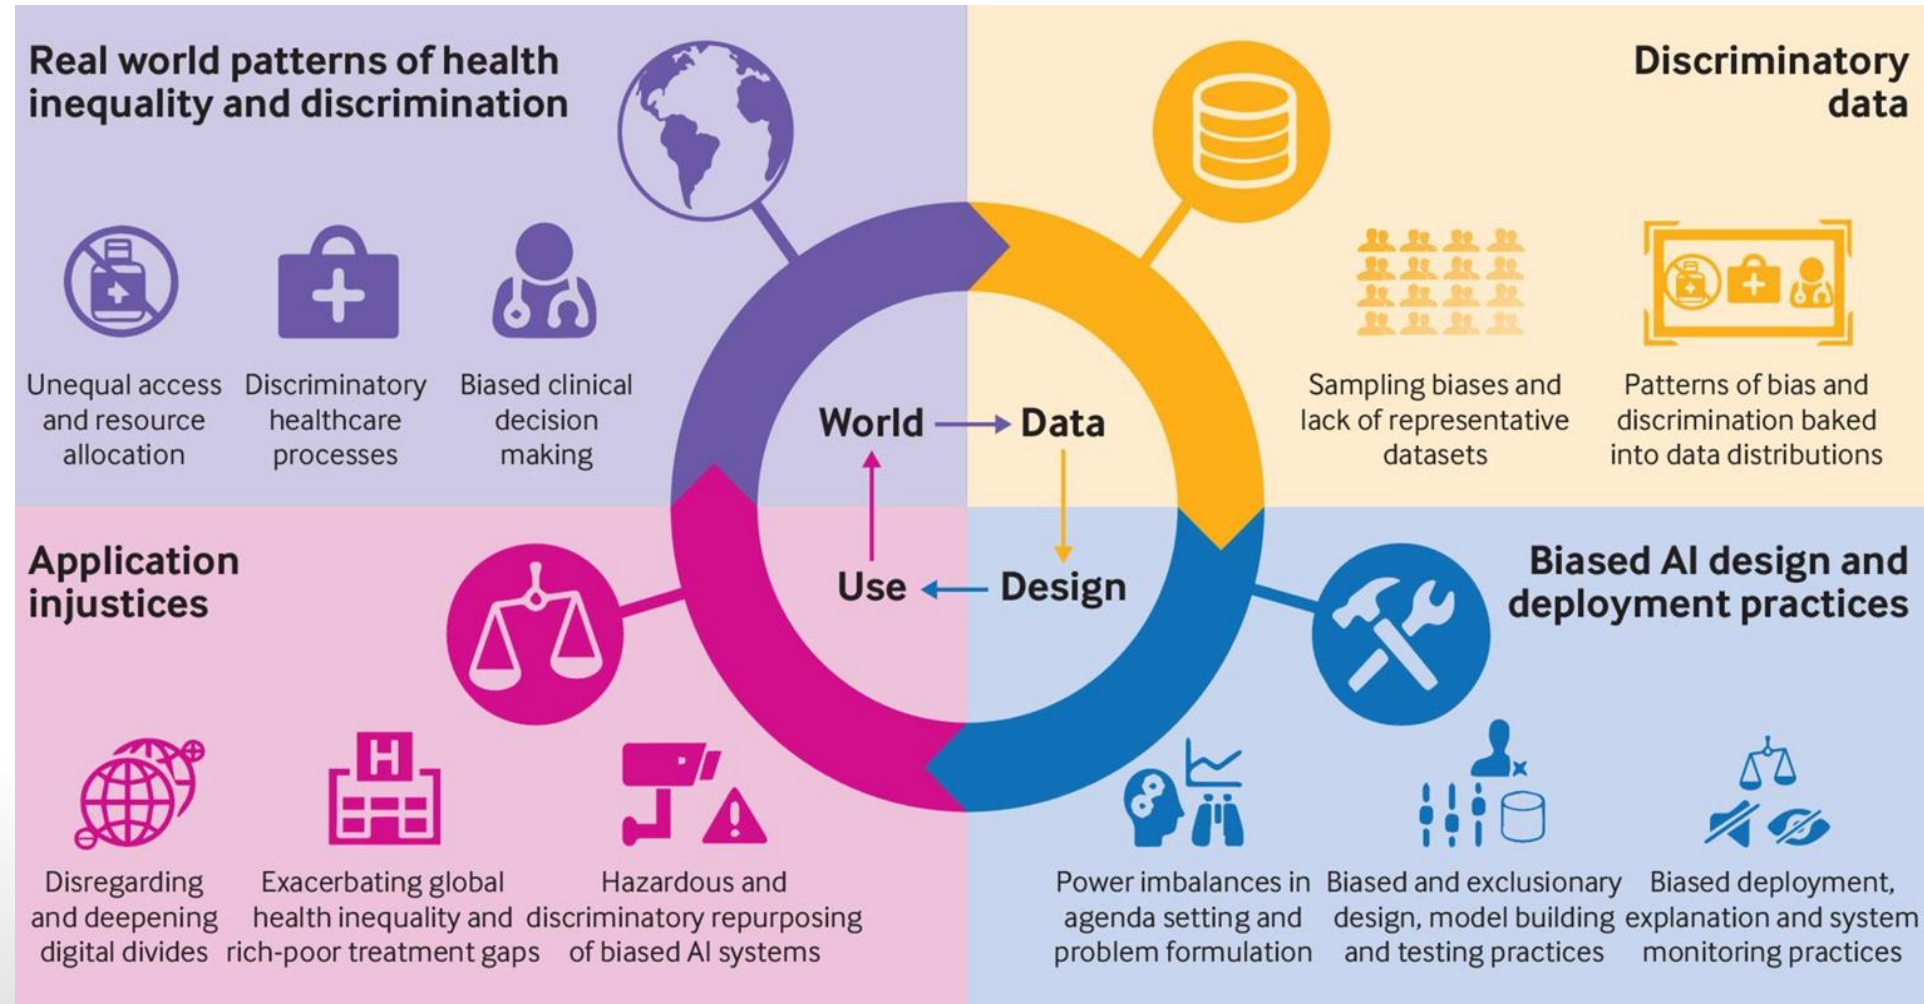 Real world patterns of health
inequality and discrimination
Unequal access
and resource
allocation
Discriminatory
healthcare
processes
Biased clinical
decision
making
Discriminatory
data
Sampling biases and
lack of representative
datasets
Patterns of bias and
discrimination baked
into data distributions
World
Data
Use
Design
Application
injustices
H
Disregarding
and deepening
digital divides
Exacerbating global
health inequality and
rich-poor treatment gaps
Hazardous and
discriminatory repurposing
of biased AI systems
Biased AI design and
deployment practices
Power imbalances in
agenda setting and
problem formulation
Biased and exclusionary
design, model building
and testing practices
Biased deployment,
explanation and system
monitoring practices